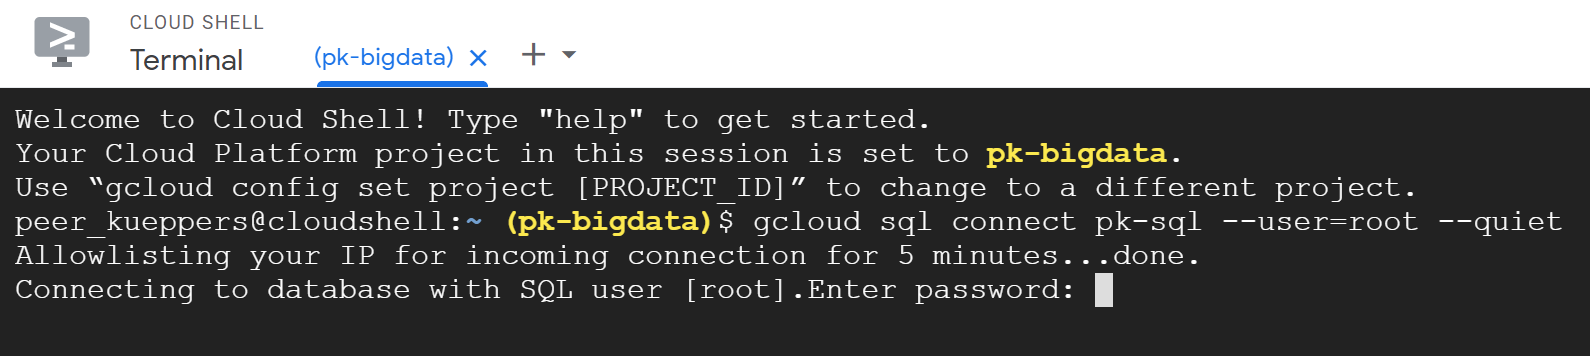 CLOUD SHELL
Terminal
(pk-bigdata)
Welcome to Cloud Shell! Type "help" to get started.
Your Cloud Platform project in this session is set to pk-bigdata.
Use “gcloud config set project [PROJECT_ID]” to change to a different project.
peer_kueppers@cloudshell:~ (pk-bigdata)$ gcloud sql connect pk-sql --user=root --quiet
Allowlisting your IP for incoming connection for 5 minutes...done.
Connecting to database with SQL user [root].Enter password: